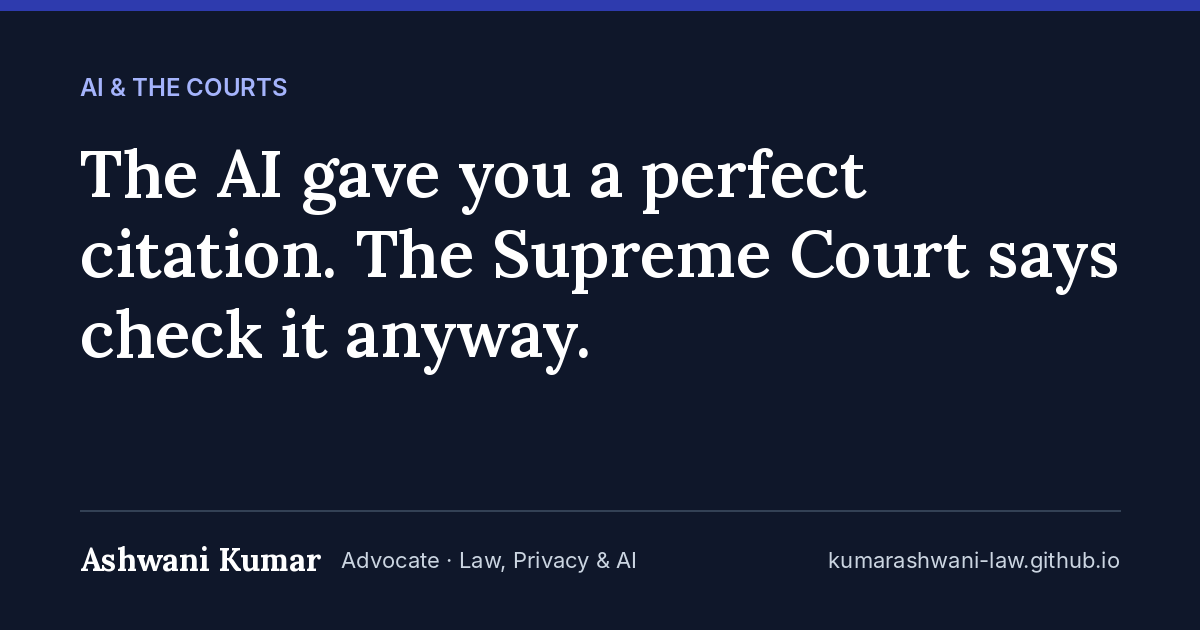 AI & THE COURTS
The AI gave you a perfect
citation. The Supreme Court says
check it anyway.
Ashwani Kumar Advocate · Law, Privacy & AI kumarashwani-law.github.io